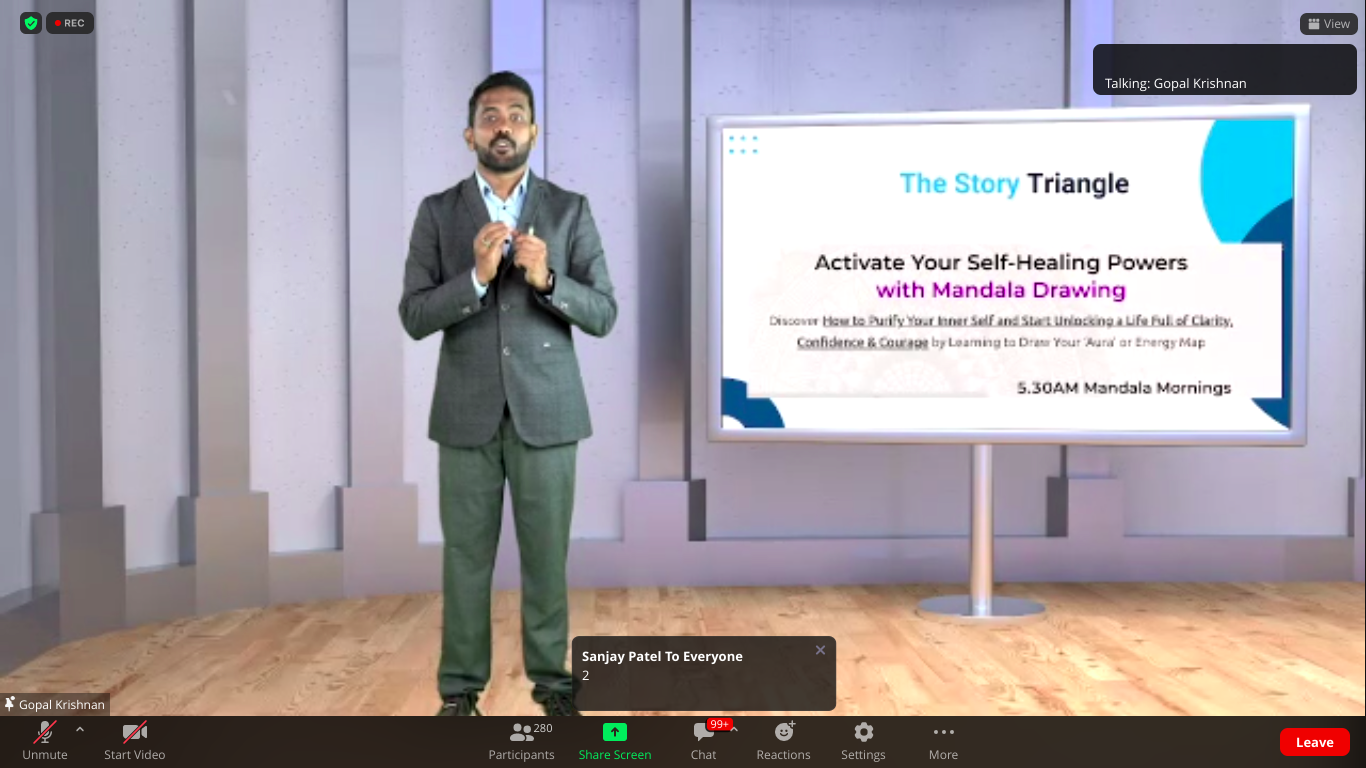 REC
View
Talking: Gopal Krishnan
The Story Triangle
Activate Your Self-Healing Powers
with Mandala Drawing
Discover How to Purify Your Inner Self and Start Unlocking a Life Full of Clarity,
Confidence & Courage by Learning to Draw Your 'Aura' or Energy Map
5.30AM Mandala Mornings
Sanjay Patel To Everyone
2
Gopal Krishnan
Unmute
Start Video
280
Participants
Share Screen
99+
Chat
Reactions
Settings
More
Leave